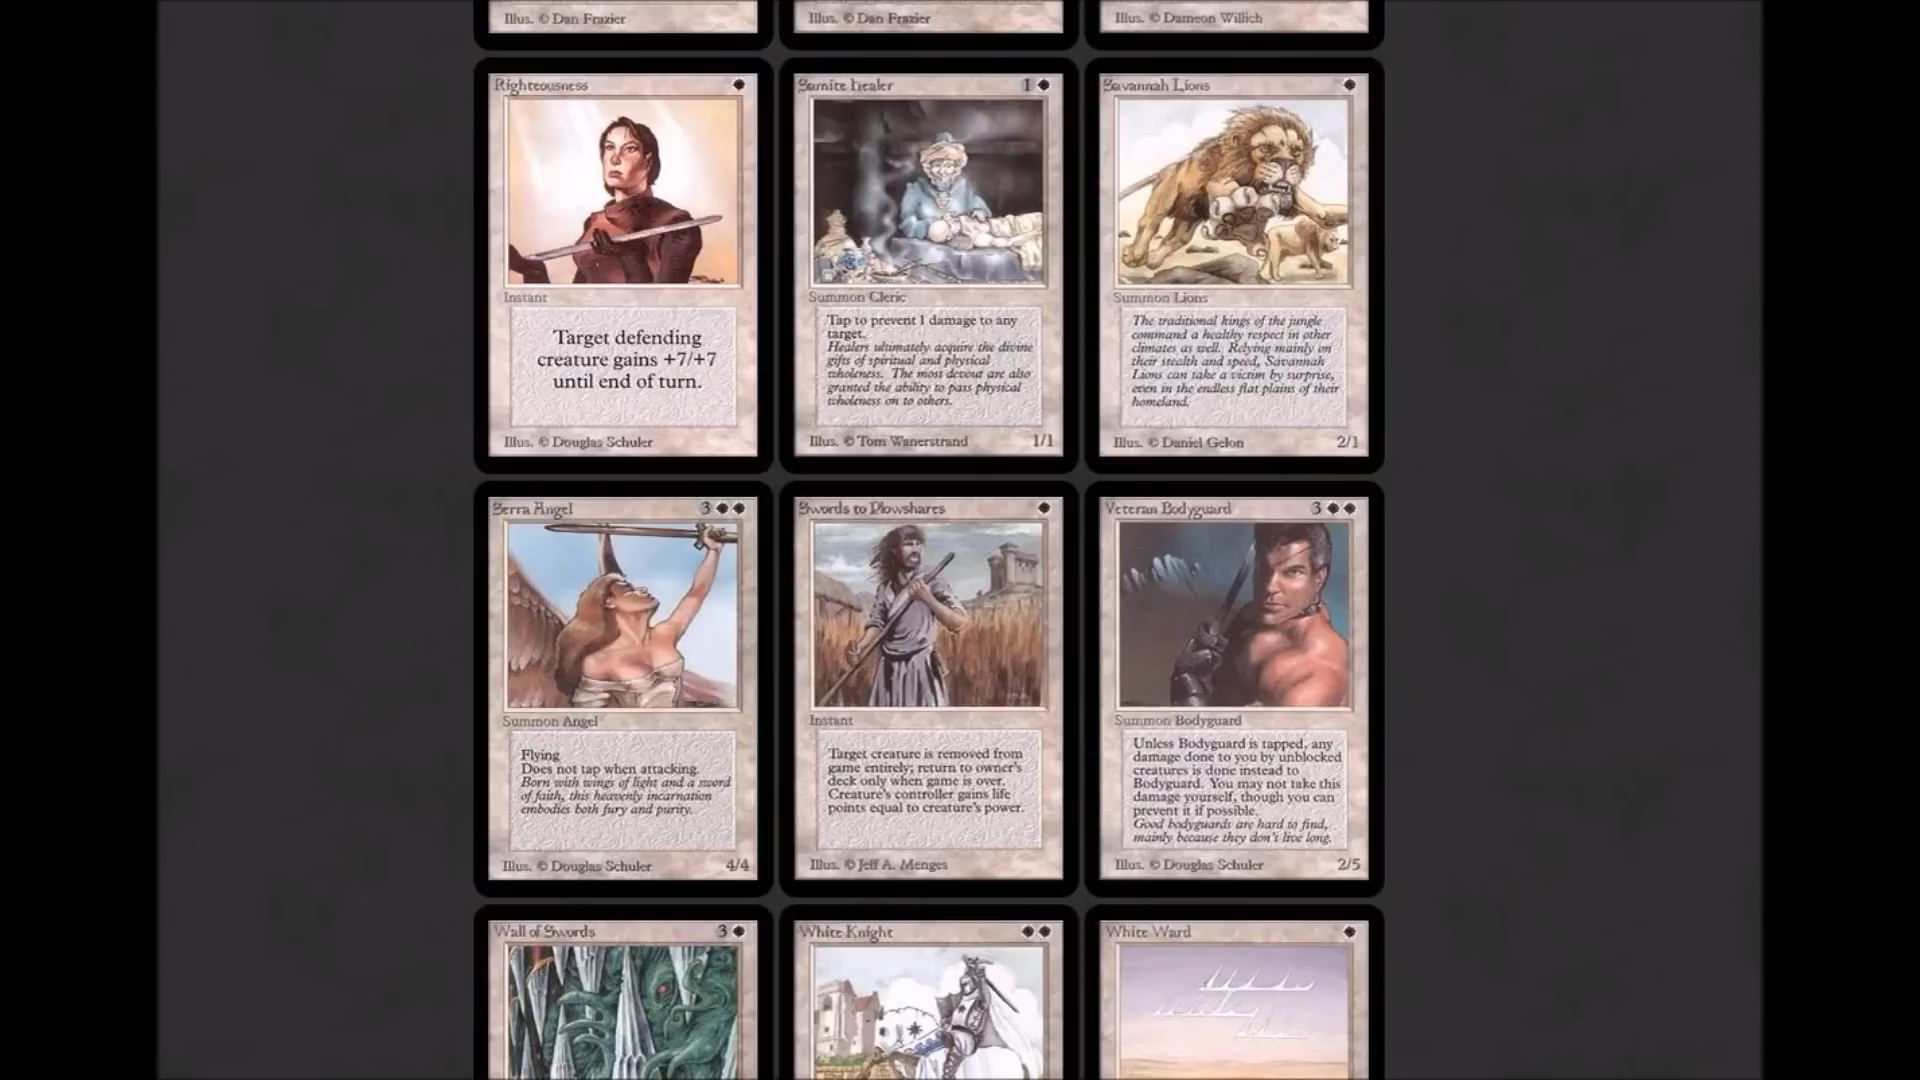 Illus. © Dan Frazier
Illus. © Dan Frazier
Illus. © Dameon Willich
Righteousness
Instant
Target defending
creature gains +7/+7
until end of turn.
Illus. © Douglas Schuler
Samite Healer 1
Summon Cleric
Tap to prevent 1 damage to any
target.
Healers ultimately acquire the divine
gifts of spiritual and physical
wholeness. The most devout are also
granted the ability to pass physical
wholeness on to others.
Illus. © Tom Wanerstrand 1/1
Savannah Lions
Summon Lions
The traditional kings of the jungle
command a healthy respect in other
climates as well. Relying mainly on
their stealth and speed, Savannah
Lions can take a victim by surprise,
even in the endless flat plains of their
homeland.
Illus. © Daniel Gelon 2/1
Serra Angel 3
Summon Angel
Flying
Does not tap when attacking.
Born with wings of light and a sword
of faith, this heavenly incarnation
embodies both fury and purity.
Illus. © Douglas Schuler 4/4
Swords to Plowshares
Instant
Target creature is removed from
game entirely; return to owner's
deck only when game is over.
Creature's controller gains life
points equal to creature's power.
Illus. © Jeff A. Menges
Veteran Bodyguard 3
Summon Bodyguard
Unless Bodyguard is tapped, any
damage done to you by unblocked
creatures is done instead to
Bodyguard. You may not take this
damage yourself, though you can
prevent it if possible.
Good bodyguards are hard to find,
mainly because they don't live long.
Illus. © Douglas Schuler 2/5
Wall of Swords 3
White Knight
White Ward